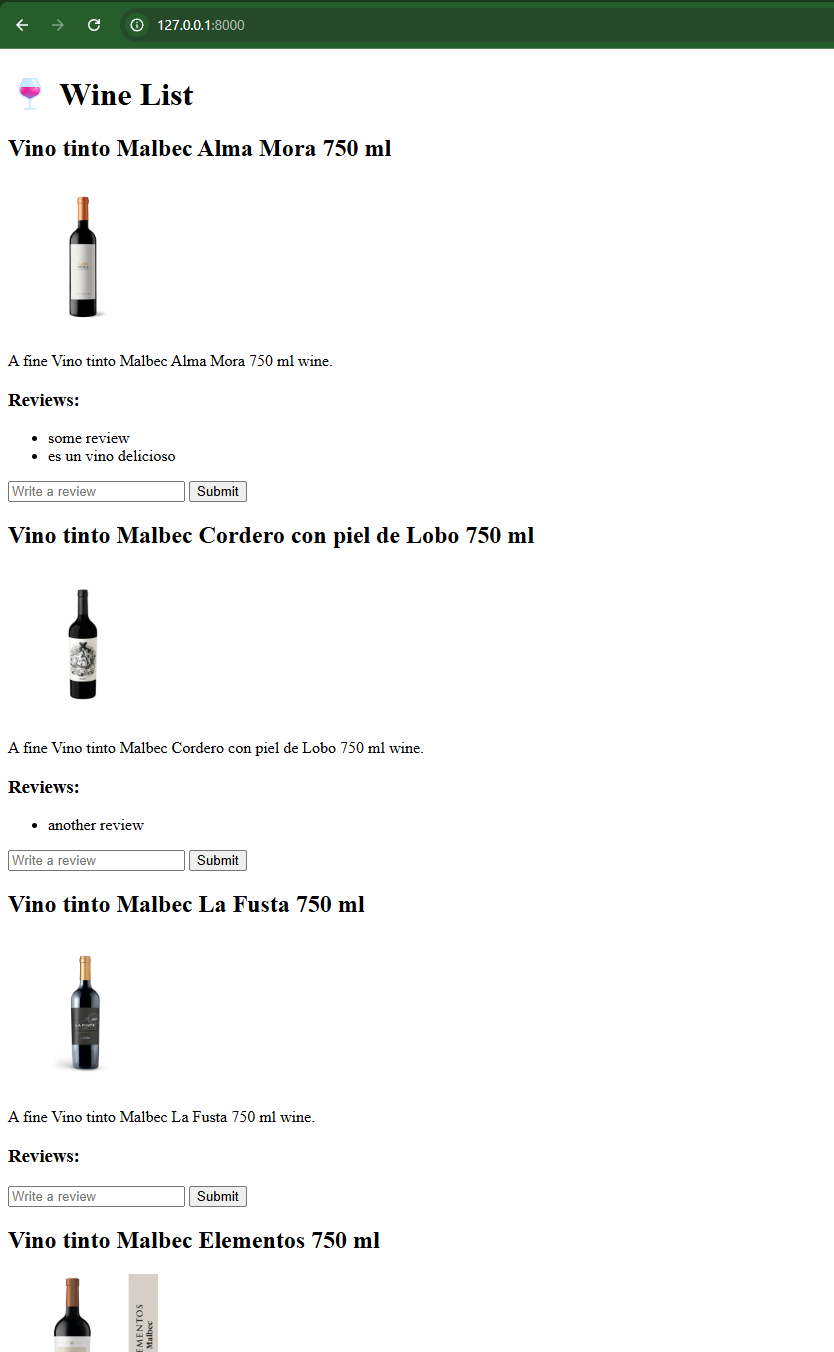 127.0.0.1:8000
🍷 Wine List
Vino tinto Malbec Alma Mora 750 ml
A fine Vino tinto Malbec Alma Mora 750 ml wine.
Reviews:
• some review
• es un vino delicioso
Write a review Submit
Vino tinto Malbec Cordero con piel de Lobo 750 ml
A fine Vino tinto Malbec Cordero con piel de Lobo 750 ml wine.
Reviews:
• another review
Write a review Submit
Vino tinto Malbec La Fusta 750 ml
A fine Vino tinto Malbec La Fusta 750 ml wine.
Reviews:
Write a review Submit
Vino tinto Malbec Elementos 750 ml
Malbec